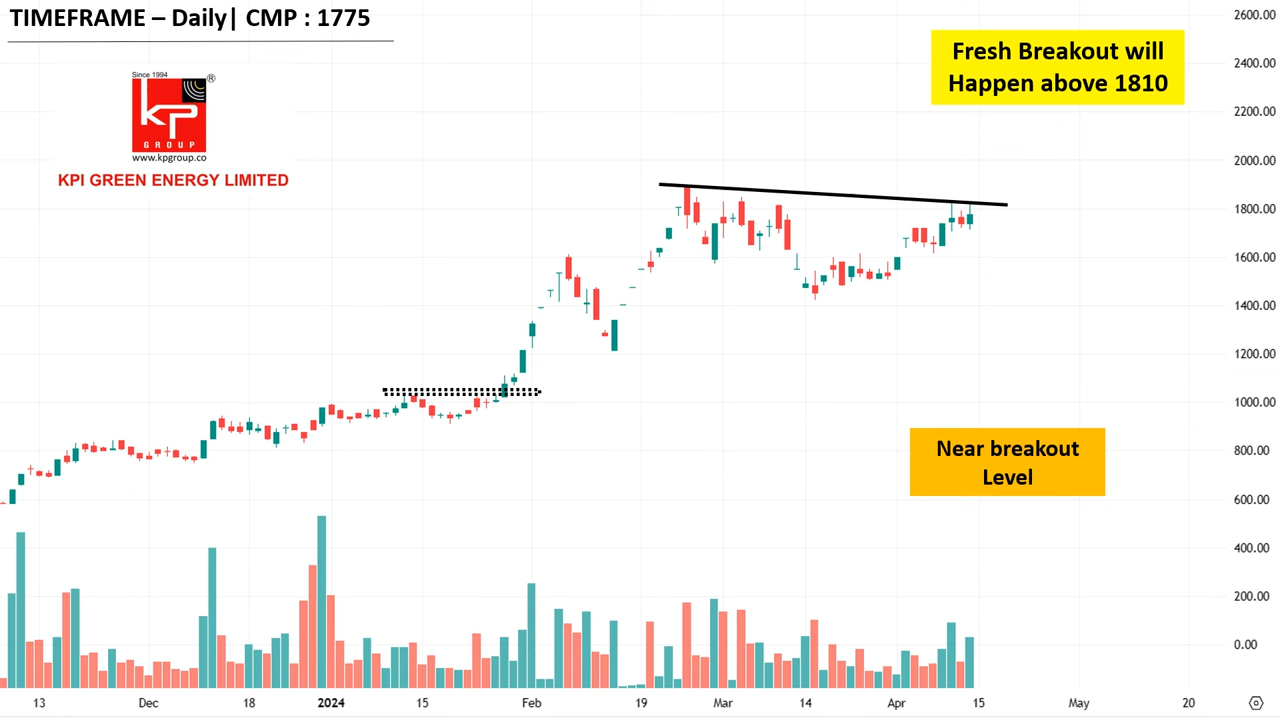 TIMEFRAME – Daily| CMP : 1775
Since 1994
®
kp
GROUP
www.kpgroup.co
KPI GREEN ENERGY LIMITED
Fresh Breakout will
Happen above 1810
Near breakout
Level
2600.00
2400.00
2200.00
2000.00
1800.00
1600.00
1400.00
1200.00
1000.00
800.00
600.00
400.00
200.00
0.00
13 Dec 18 2024 15 Feb 19 Mar 14 Apr 15 May 20